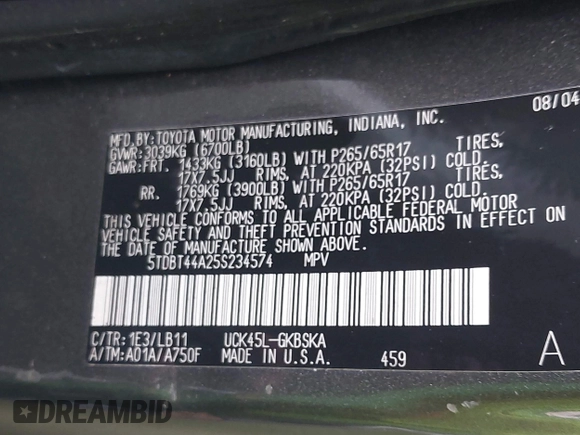 08/04
MFD.BY:TOYOTA MOTOR MANUFACTURING, INDIANA, INC.
GVWR:3039KG (6700LB)
GAWR:FRT. 1433KG (3160LB) WITH P265/65R17 TIRES,
17X7.5JJ RIMS, AT 220KPA (32PSI) COLD.
RR. 1769KG (3900LB) WITH P265/65R17 TIRES,
17X7.5JJ RIMS, AT 220KPA (32PSI) COLD.
THIS VEHICLE CONFORMS TO ALL APPLICABLE FEDERAL MOTOR
VEHICLE SAFETY AND THEFT PREVENTION STANDARDS IN EFFECT ON
THE DATE OF MANUFACTURE SHOWN ABOVE.
5TDBT44A25S234574 MPV
C/TR:1E3/LB11 UCK45L-GKBSKA
A/TM:A01A/A750F MADE IN U.S.A. 459 A
DREAMBID